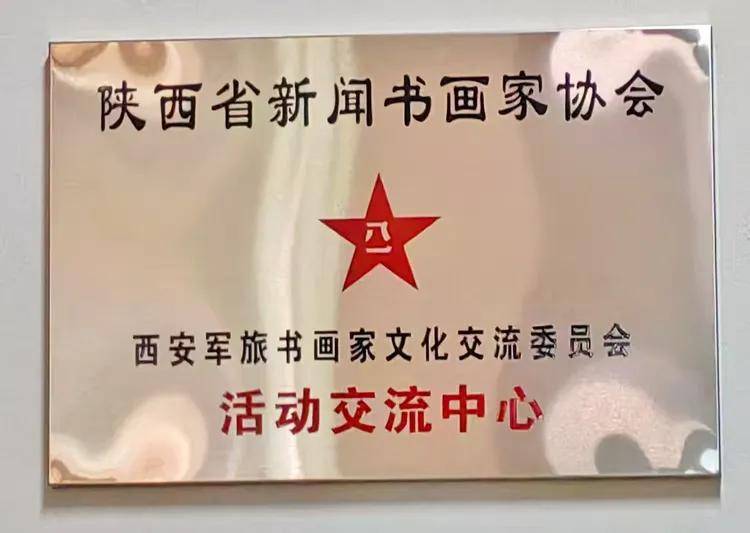 陕西省新闻书画家协会
八一
西安军旅书画家文化交流委员会
活动交流中心